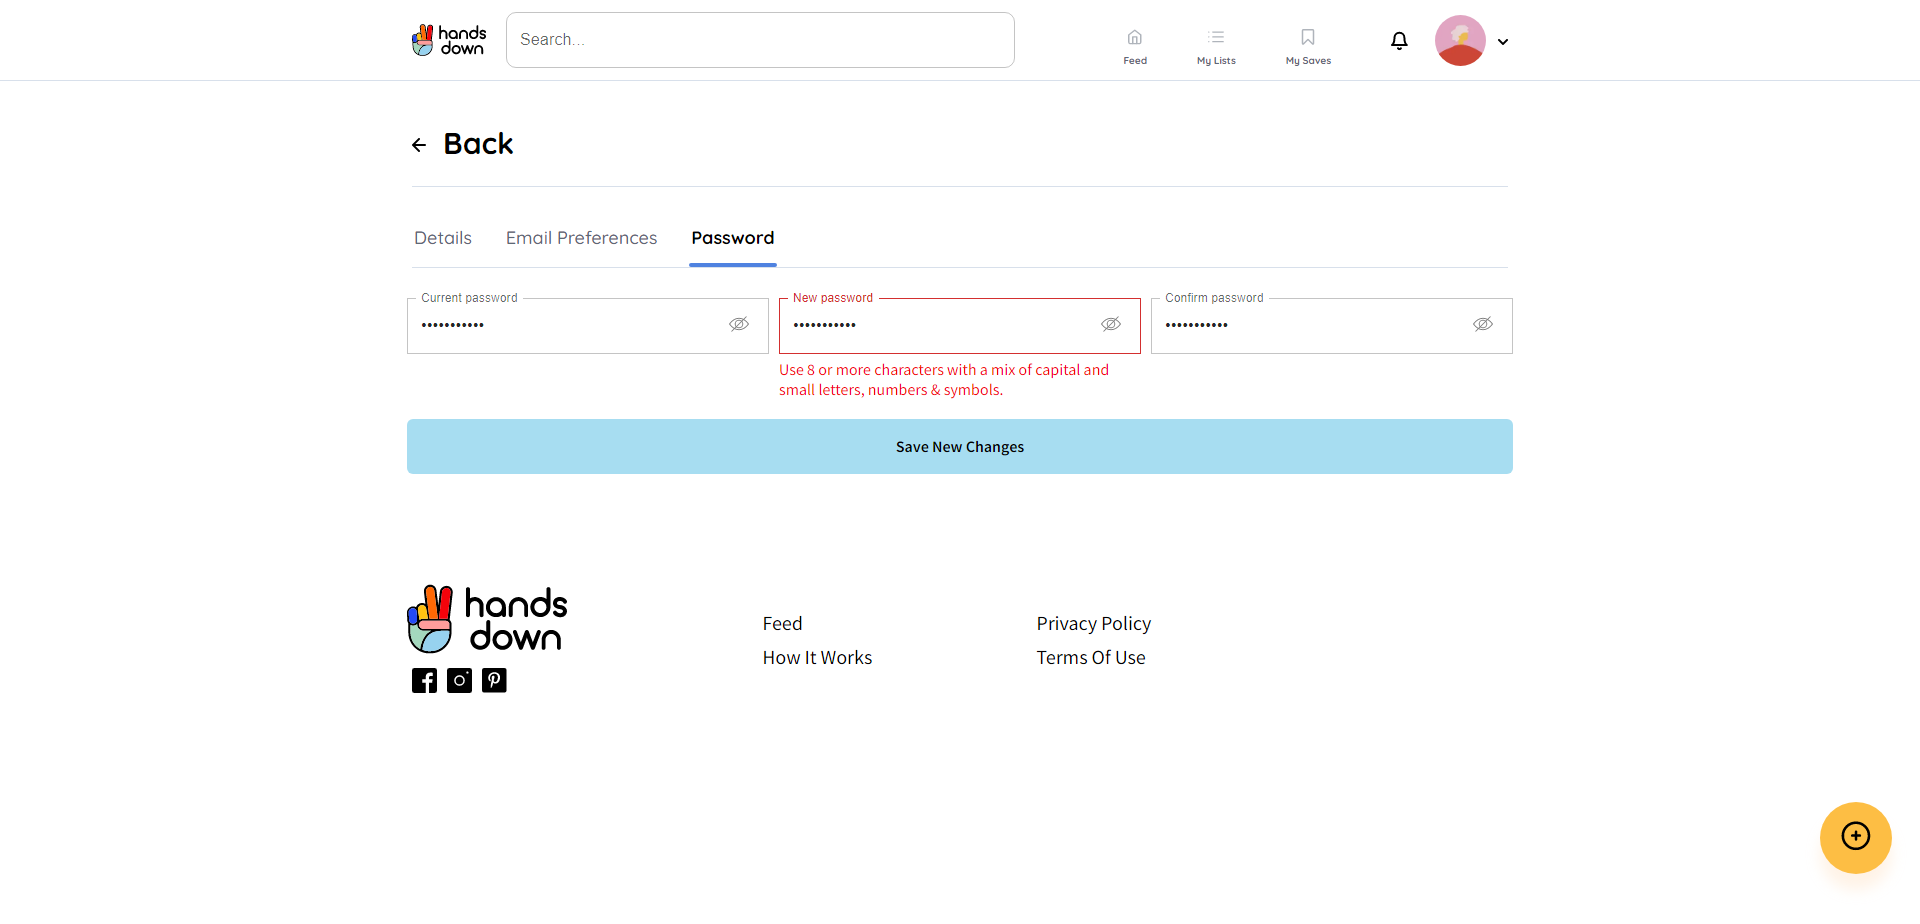 hands
down
Search...
Feed
My Lists
My Saves
Back
Details
Email Preferences
Password
Current password
New password
Confirm password
•••••••••••
•••••••••••
•••••••••••
Use 8 or more characters with a mix of capital and
small letters, numbers & symbols.
Save New Changes
hands
down
Feed
How It Works
Privacy Policy
Terms Of Use